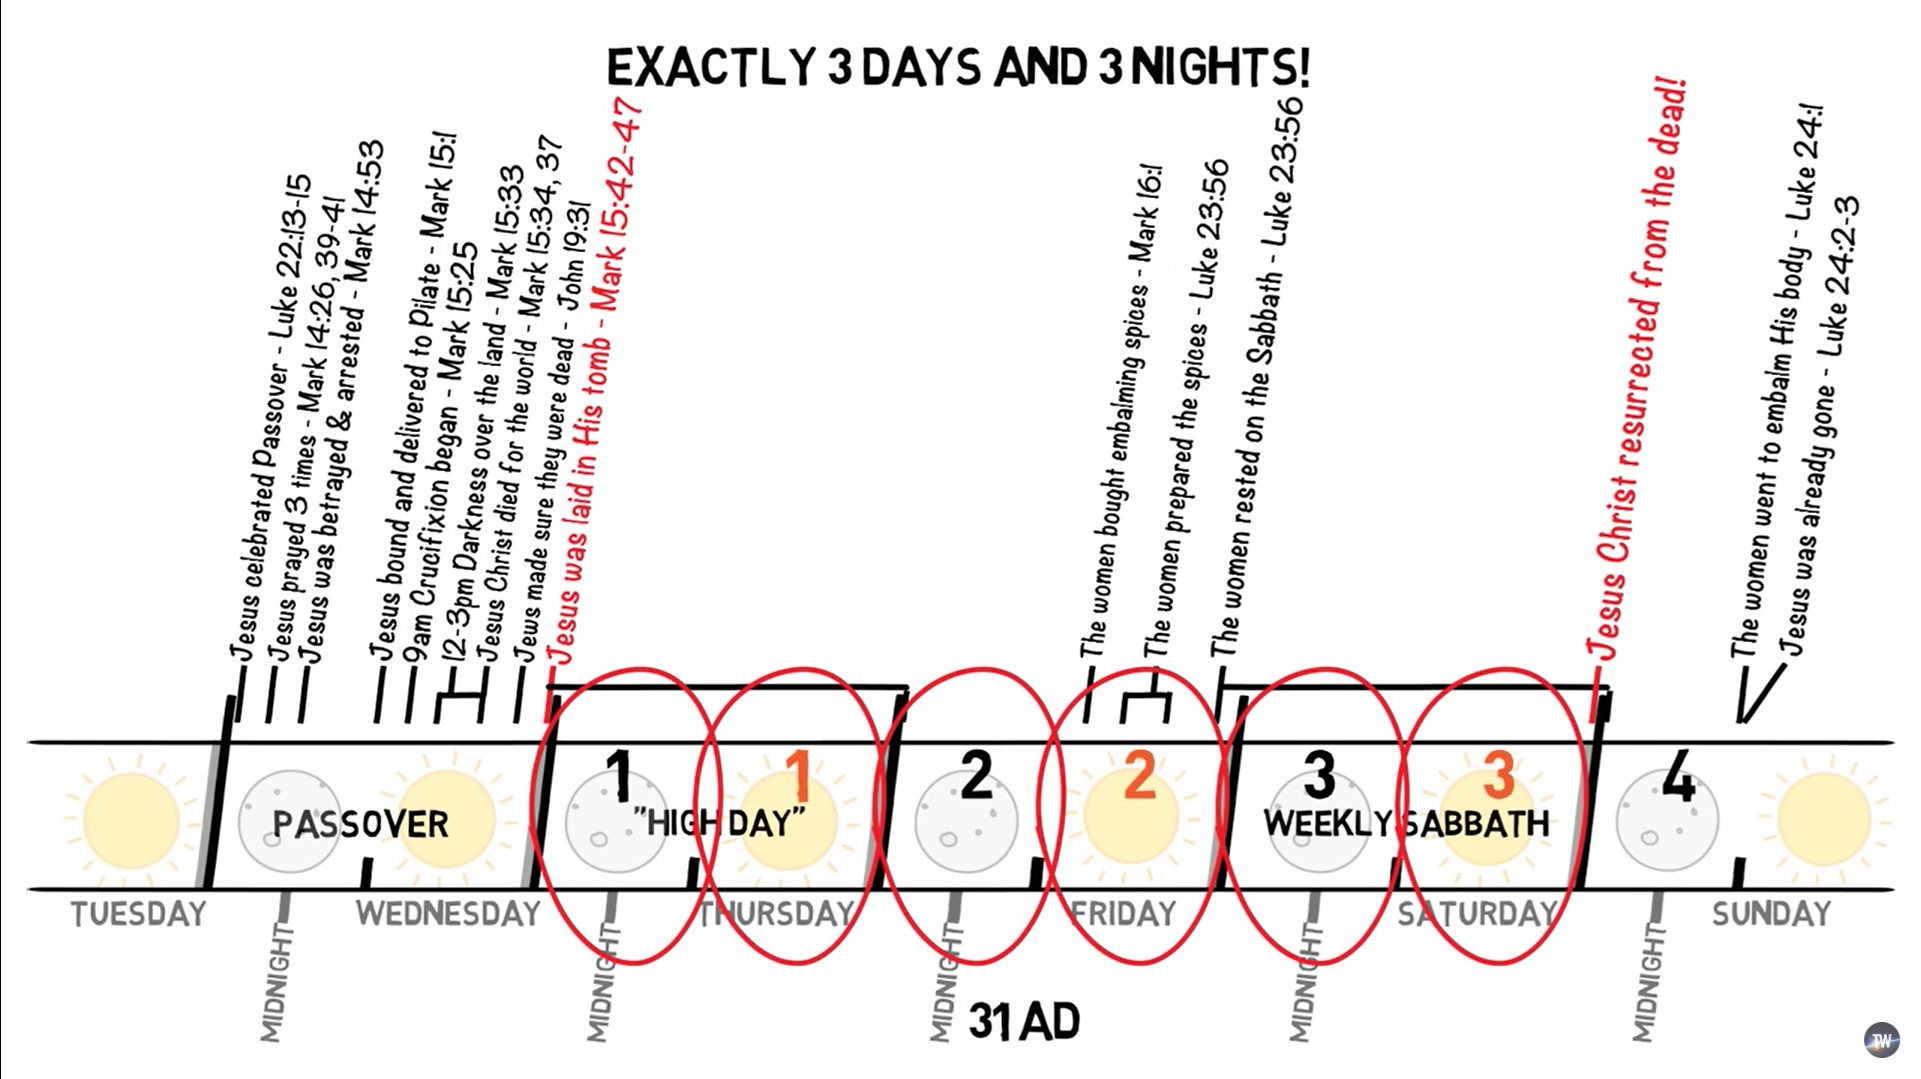 EXACTLY 3 DAYS AND 3 NIGHTS!
Jesus celebrated Passover - Luke 22:13-15
Jesus prayed 3 times - Mark 14:26, 39-41
Jesus was betrayed & arrested - Mark 14:53
Jesus bound and delivered to Pilate - Mark 15:1
9am Crucifixion began - Mark 15:25
12-3pm Darkness over the land - Mark 15:33
Jesus Christ died for the world - Mark 15:34, 37
Jews made sure they were dead - John 19:31
Jesus was laid in His tomb - Mark 15:42-47
The women bought embalming spices - Mark 16:1
The women prepared the spices - Luke 23:56
The women rested on the Sabbath - Luke 23:56
Jesus Christ resurrected from the dead!
The women went to embalm His body - Luke 24:1
Jesus was already gone - Luke 24:2-3
1 1 2 2 3 3 4
PASSOVER "HIGH DAY" WEEKLY SABBATH
TUESDAY WEDNESDAY THURSDAY FRIDAY SATURDAY SUNDAY
MIDNIGHT MIDNIGHT MIDNIGHT MIDNIGHT MIDNIGHT
31 AD
TW